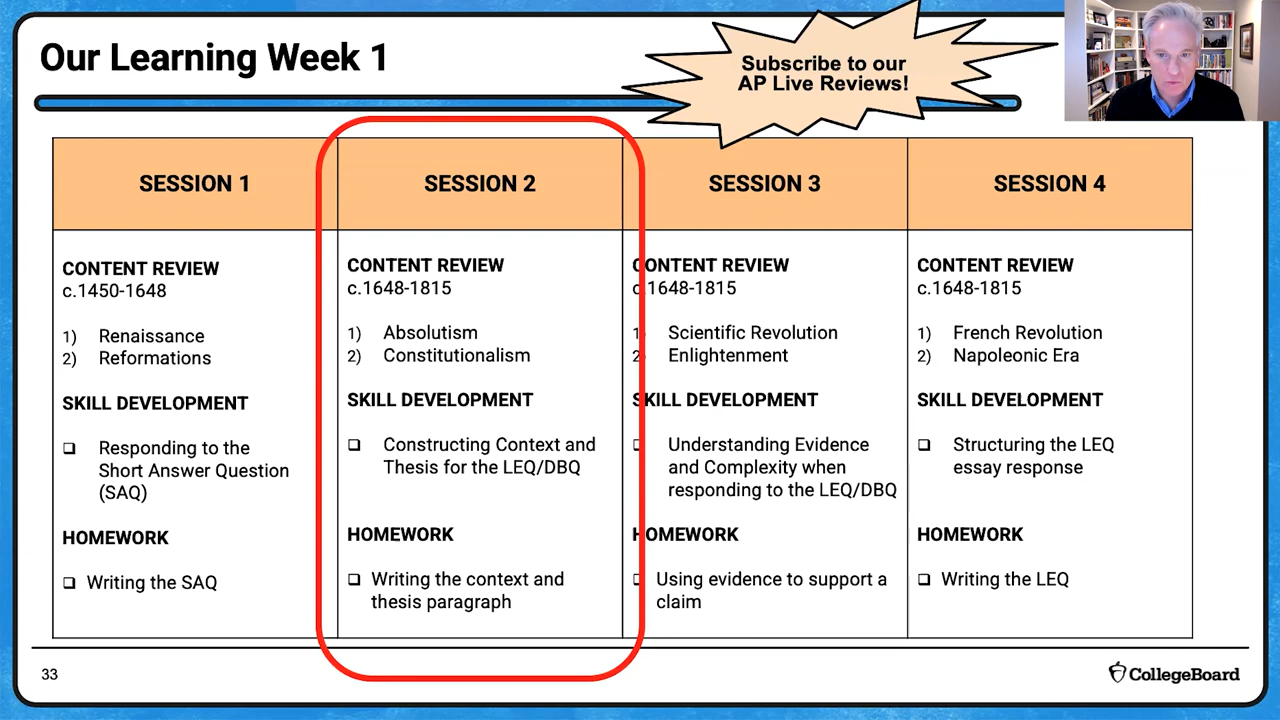 Our Learning Week 1
Subscribe to our
AP Live Reviews!
SESSION 1
CONTENT REVIEW
c.1450-1648
1) Renaissance
2) Reformations
SKILL DEVELOPMENT
❑ Responding to the
Short Answer Question
(SAQ)
HOMEWORK
❑ Writing the SAQ
SESSION 2
CONTENT REVIEW
c.1648-1815
1) Absolutism
2) Constitutionalism
SKILL DEVELOPMENT
❑ Constructing Context and
Thesis for the LEQ/DBQ
HOMEWORK
❑ Writing the context and
thesis paragraph
SESSION 3
CONTENT REVIEW
c.1648-1815
1) Scientific Revolution
2) Enlightenment
SKILL DEVELOPMENT
❑ Understanding Evidence
and Complexity when
responding to the LEQ/DBQ
HOMEWORK
❑ Using evidence to support a
claim
SESSION 4
CONTENT REVIEW
c.1648-1815
1) French Revolution
2) Napoleonic Era
SKILL DEVELOPMENT
❑ Structuring the LEQ
essay response
HOMEWORK
❑ Writing the LEQ
33
CollegeBoard